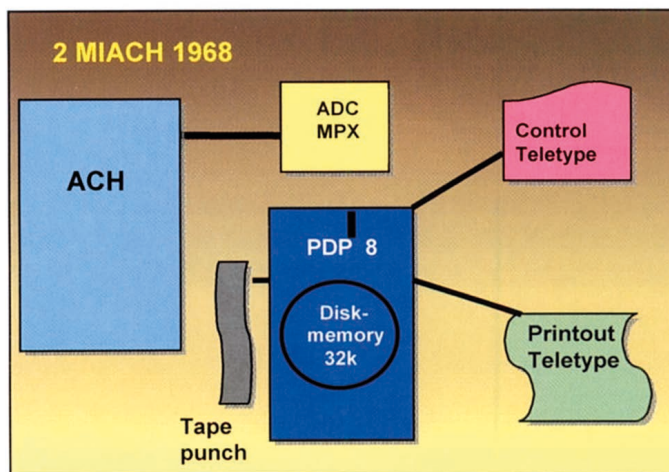 2 MIACH 1968
ADC
MPX
Control
Teletype
ACH
PDP 8
Disk-
memory
32k
Printout
Teletype
Tape
punch